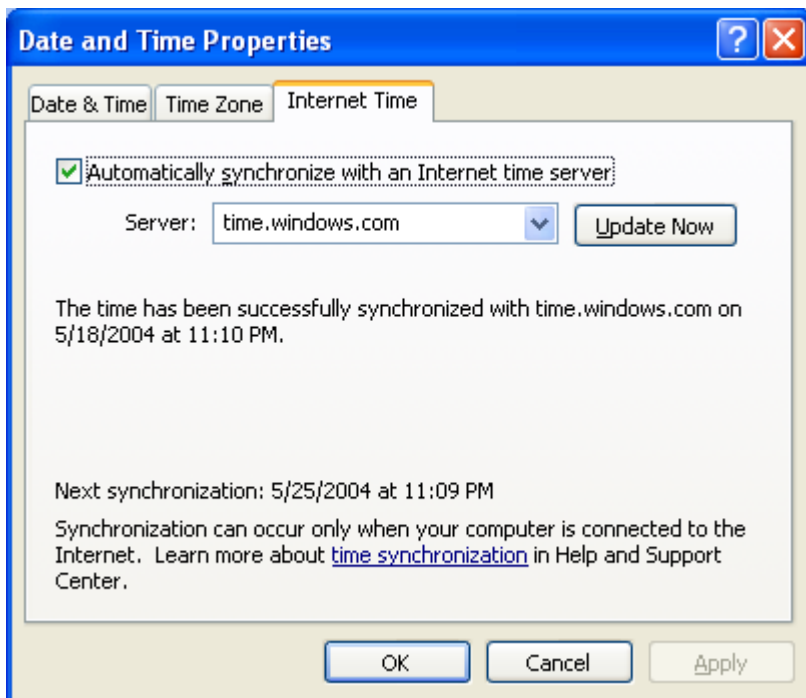 Date and Time Properties
Date & Time Time Zone Internet Time
Automatically synchronize with an Internet time server
Server: time.windows.com Update Now
The time has been successfully synchronized with time.windows.com on
5/18/2004 at 11:10 PM.
Next synchronization: 5/25/2004 at 11:09 PM
Synchronization can occur only when your computer is connected to the
Internet. Learn more about time synchronization in Help and Support
Center.
OK Cancel Apply